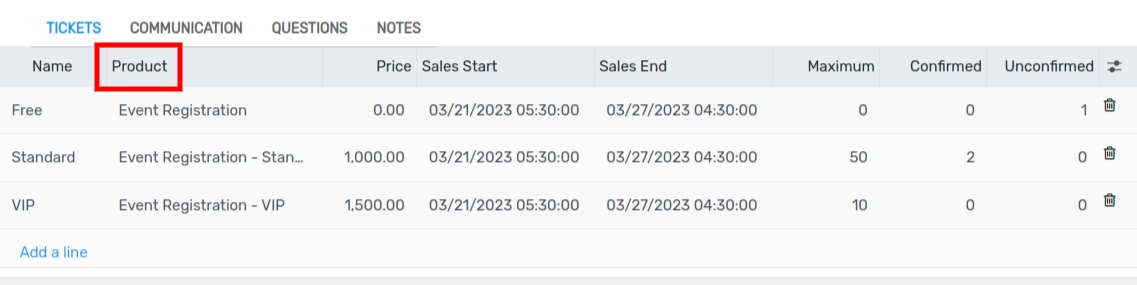 TICKETS COMMUNICATION QUESTIONS NOTES
Name Product Price Sales Start Sales End Maximum Confirmed Unconfirmed
Free Event Registration 0.00 03/21/2023 05:30:00 03/27/2023 04:30:00 0 0 1
Standard Event Registration - Stan... 1,000.00 03/21/2023 05:30:00 03/27/2023 04:30:00 50 2 0
VIP Event Registration - VIP 1,500.00 03/21/2023 05:30:00 03/27/2023 04:30:00 10 0 0
Add a line